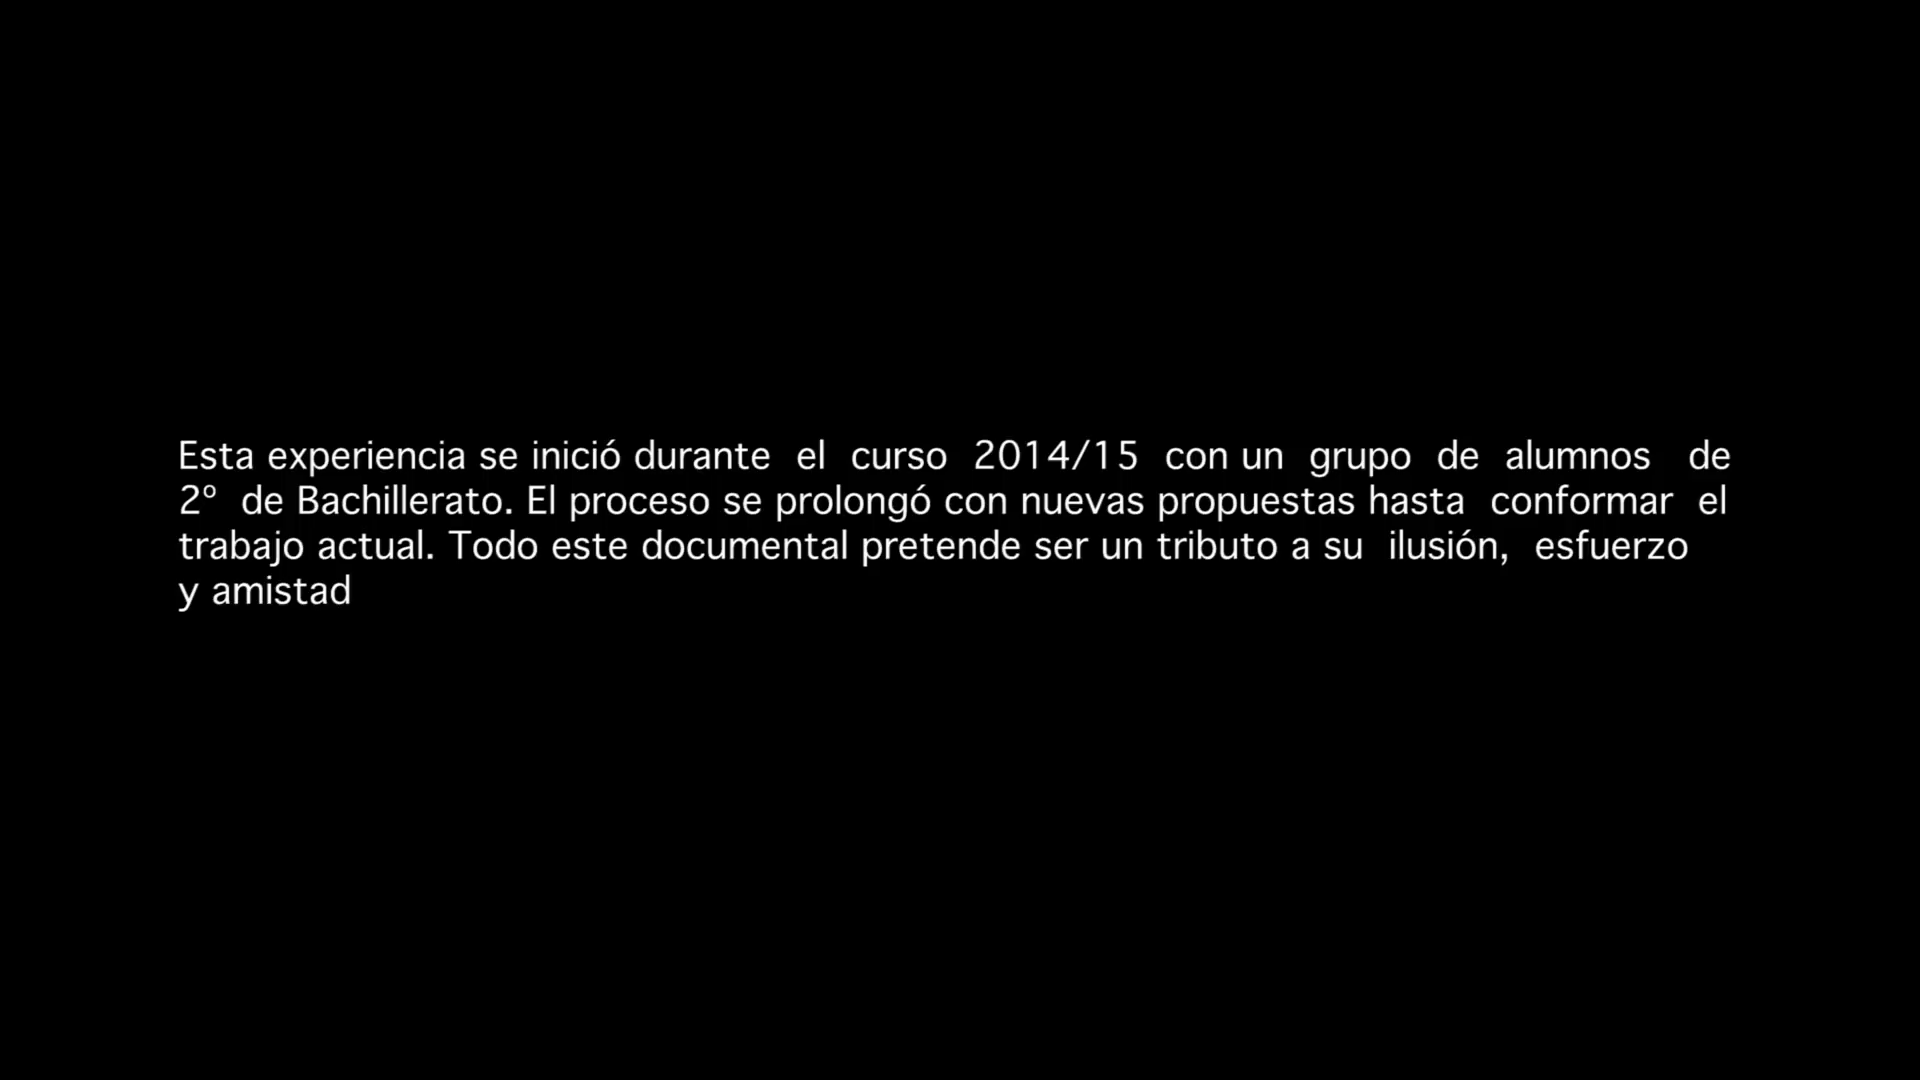 Esta experiencia se inició durante el curso 2014/15 con un grupo de alumnos de
2º de Bachillerato. El proceso se prolongó con nuevas propuestas hasta conformar el
trabajo actual. Todo este documental pretende ser un tributo a su ilusión, esfuerzo
y amistad